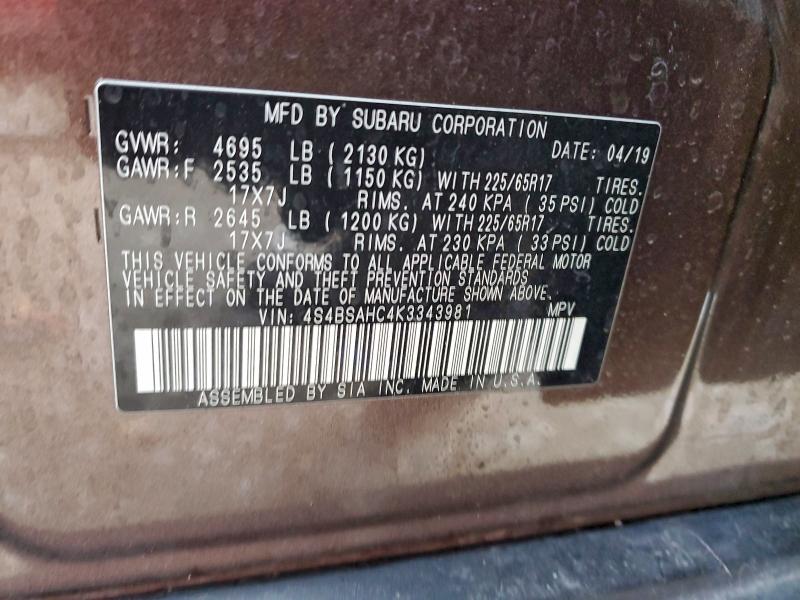 MFD BY SUBARU CORPORATION
GVWR: 4695 LB ( 2130 KG) DATE: 04/19
GAWR:F 2535 LB ( 1150 KG) WITH 225/65R17 TIRES.
17X7J RIMS. AT 240 KPA ( 35 PSI) COLD
GAWR:R 2645 LB ( 1200 KG) WITH 225/65R17 TIRES.
17X7J RIMS. AT 230 KPA ( 33 PSI) COLD
THIS VEHICLE CONFORMS TO ALL APPLICABLE FEDERAL MOTOR
VEHICLE SAFETY AND THEFT PREVENTION STANDARDS
IN EFFECT ON THE DATE OF MANUFACTURE SHOWN ABOVE.
VIN: 4S4BSAHC4K3343981 MPV
ASSEMBLED BY SIA INC. MADE IN U.S.A.